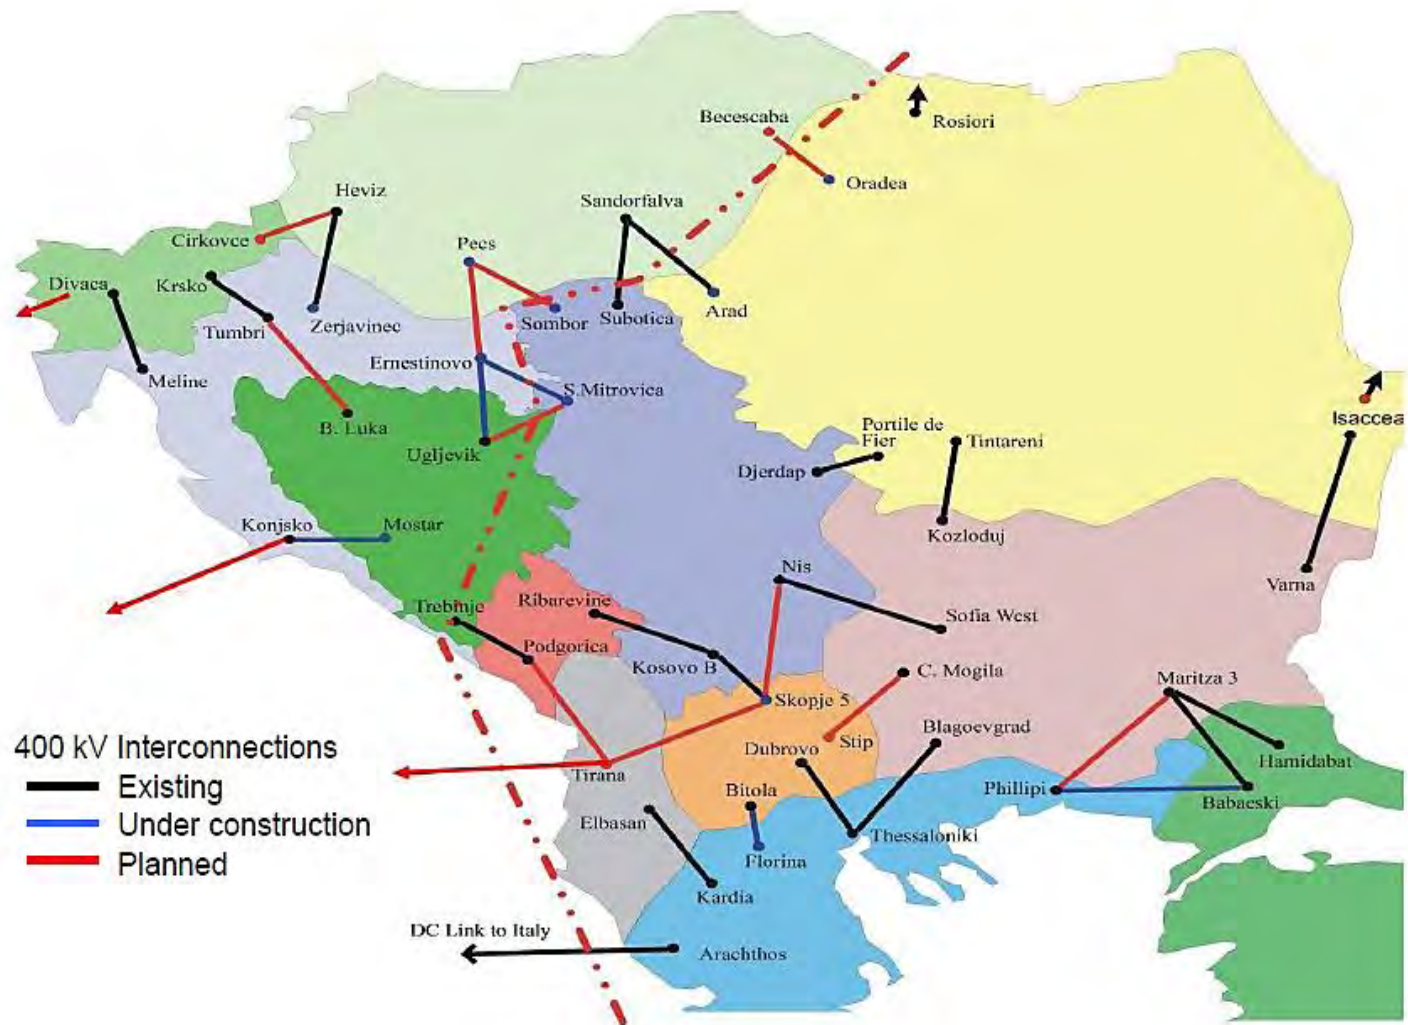 Becescaba
Rosiori
Oradea
Heviz
Sandorfalva
Cirkovce
Pecs
Divaca
Krsko
Tumbri
Zerjavinec
Sombor
Subotica
Arad
Meline
Ernestinovo
S.Mitrovica
B. Luka
Ugljevik
Portile de
Fier
Tintareni
Isaccea
Djerdap
Konjsko
Mostar
Kozloduj
Nis
Varna
Trebinje
Ribarevine
Sofia West
Podgorica
Kosovo B
C. Mogila
Maritza 3
Skopje 5
Blagoevgrad
400 kV Interconnections
Existing
Under construction
Planned
Tirana
Dubrovo
Stip
Hamidabat
Bitola
Phillipi
Babaeski
Elbasan
Thessaloniki
Florina
Kardia
DC Link to Italy
Arachthos